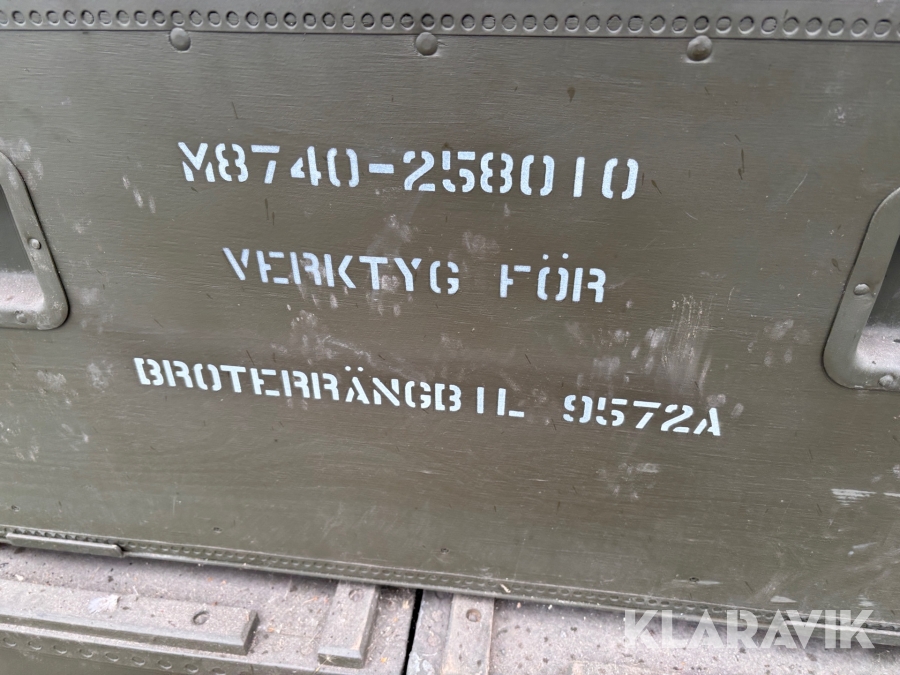 M8740-258010
VERKTYG FÖR
BROTERRÄNGBIL 9572A
KLARAVIK